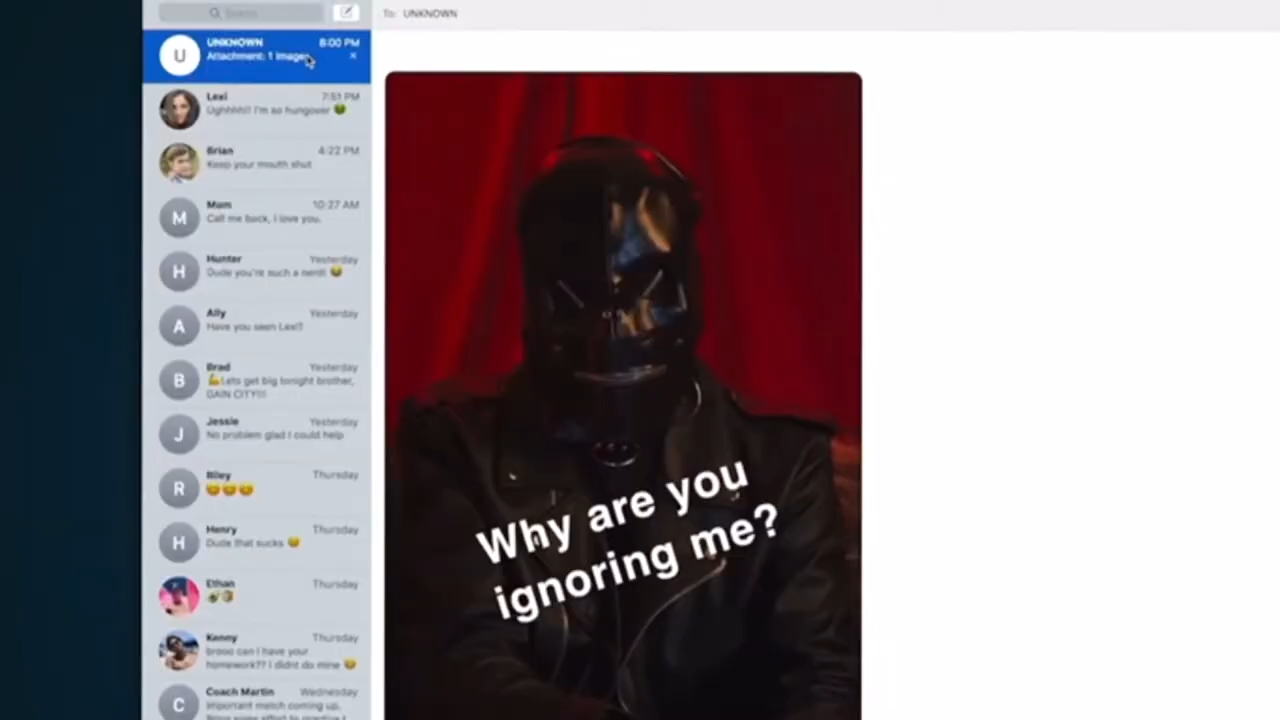 Search
To: UNKNOWN
U
UNKNOWN 8:00 PM
Attachment: 1 Image
Lexi 7:51 PM
Ughhhh!! I'm so hungover
Brian 4:22 PM
Keep your mouth shut
M
Mum 10:27 AM
Call me back, I love you.
H
Hunter Yesterday
Dude you're such a nerd!
A
Ally Yesterday
Have you seen Lexi?
B
Brad Yesterday
Lets get big tonight brother,
GAIN CITY!!!
J
Jessie Yesterday
No problem glad I could help
R
Riley Thursday
H
Henry Thursday
Dude that sucks
Ethan Thursday
Kenny Thursday
brooo can I have your
homework?? I didnt do mine
C
Coach Martin Wednesday
Important match coming up.
Why are you
ignoring me?